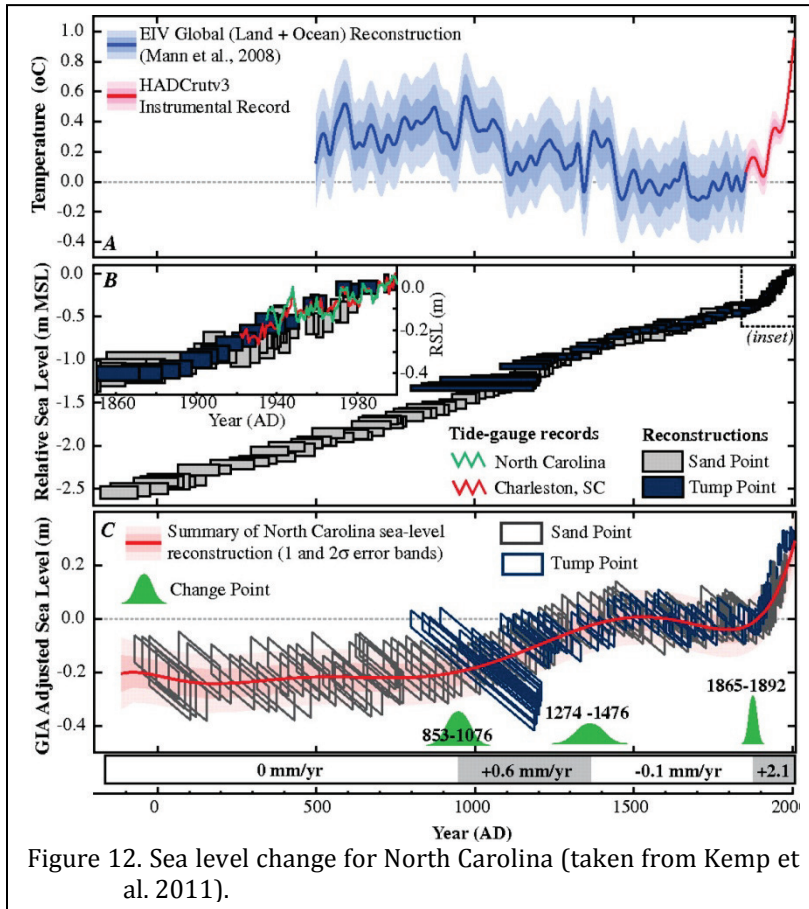 EIV Global (Land + Ocean) Reconstruction
(Mann et al., 2008)
HADCrutv3
Instrumental Record
Temperature (oC)
1.0
0.8
0.6
0.4
0.2
0.0
-0.2
-0.4
A
B
Relative Sea Level (m MSL)
0.0
-0.5
-1.0
-1.5
-2.0
-2.5
0.0
-0.2
-0.4
RSL (m)
1860 1900 1940 1980
Year (AD)
(inset)
Tide-gauge records
North Carolina
Charleston, SC
Reconstructions
Sand Point
Tump Point
C
GIA Adjusted Sea Level (m)
0.2
0.0
-0.2
-0.4
Summary of North Carolina sea-level
reconstruction (1 and 2σ error bands)
Change Point
Sand Point
Tump Point
853-1076
1274 -1476
1865-1892
0 mm/yr +0.6 mm/yr -0.1 mm/yr +2.1
0 500 1000 1500 2000
Year (AD)
Figure 12. Sea level change for North Carolina (taken from Kemp et
al. 2011).